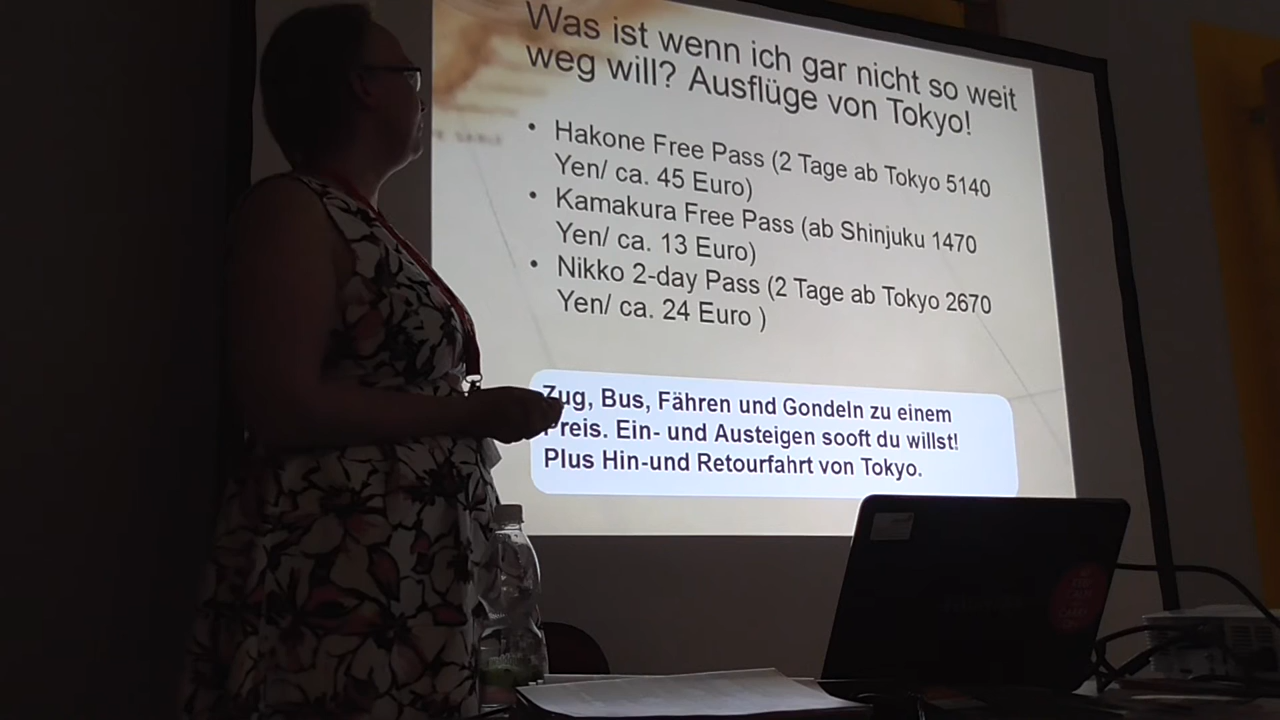 Was ist wenn ich gar nicht so weit
weg will? Ausflüge von Tokyo!
• Hakone Free Pass (2 Tage ab Tokyo 5140
Yen/ ca. 45 Euro)
• Kamakura Free Pass (ab Shinjuku 1470
Yen/ ca. 13 Euro)
• Nikko 2-day Pass (2 Tage ab Tokyo 2670
Yen/ ca. 24 Euro )
Zug, Bus, Fähren und Gondeln zu einem
Preis. Ein- und Austeigen sooft du willst!
Plus Hin-und Retourfahrt von Tokyo.